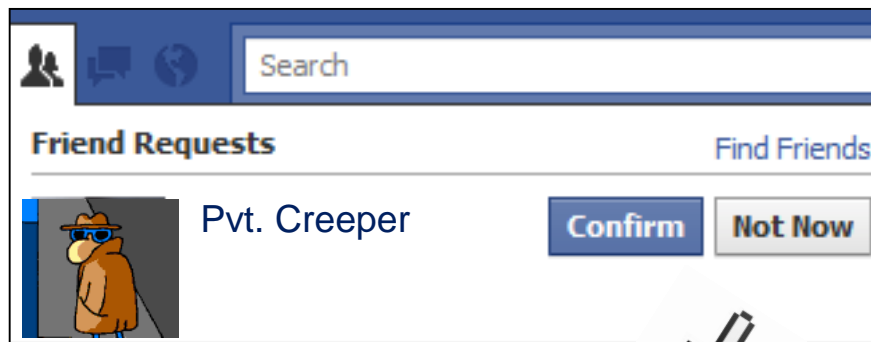 Search
Friend Requests Find Friends
Pvt. Creeper Confirm Not Now